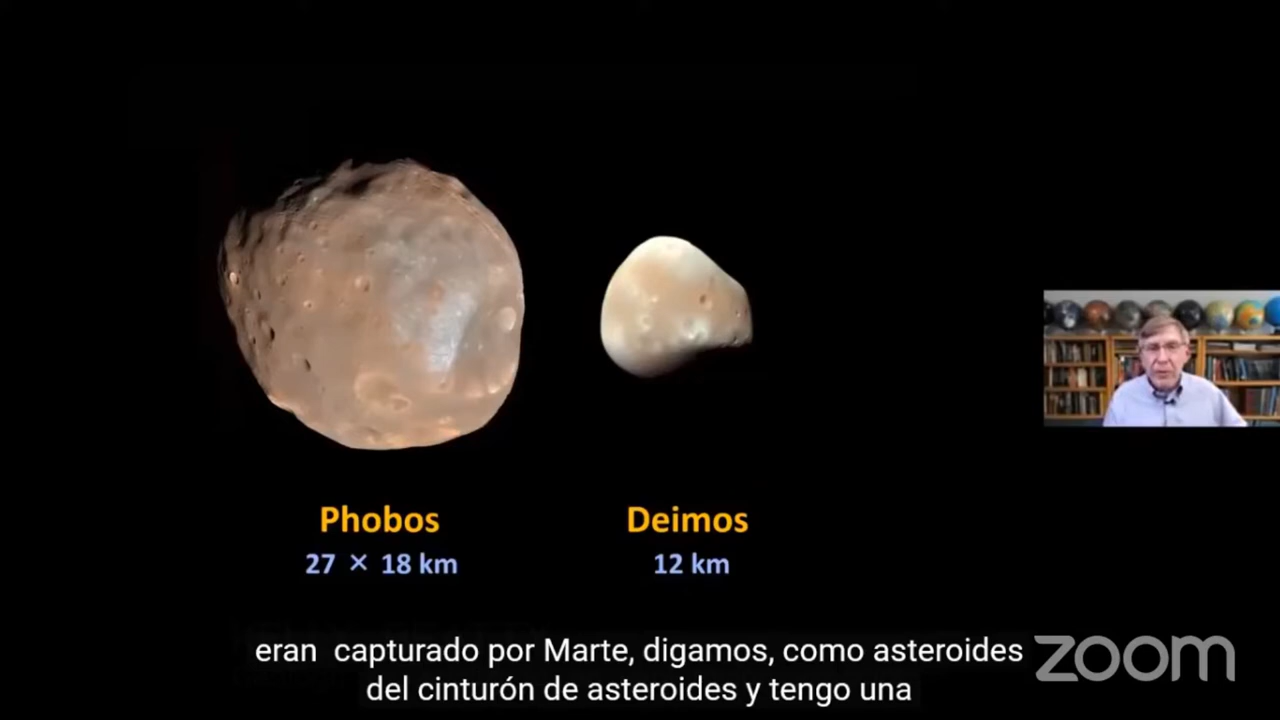 Phobos
27 × 18 km
Deimos
12 km
eran capturado por Marte, digamos, como asteroides
del cinturón de asteroides y tengo una
zoom